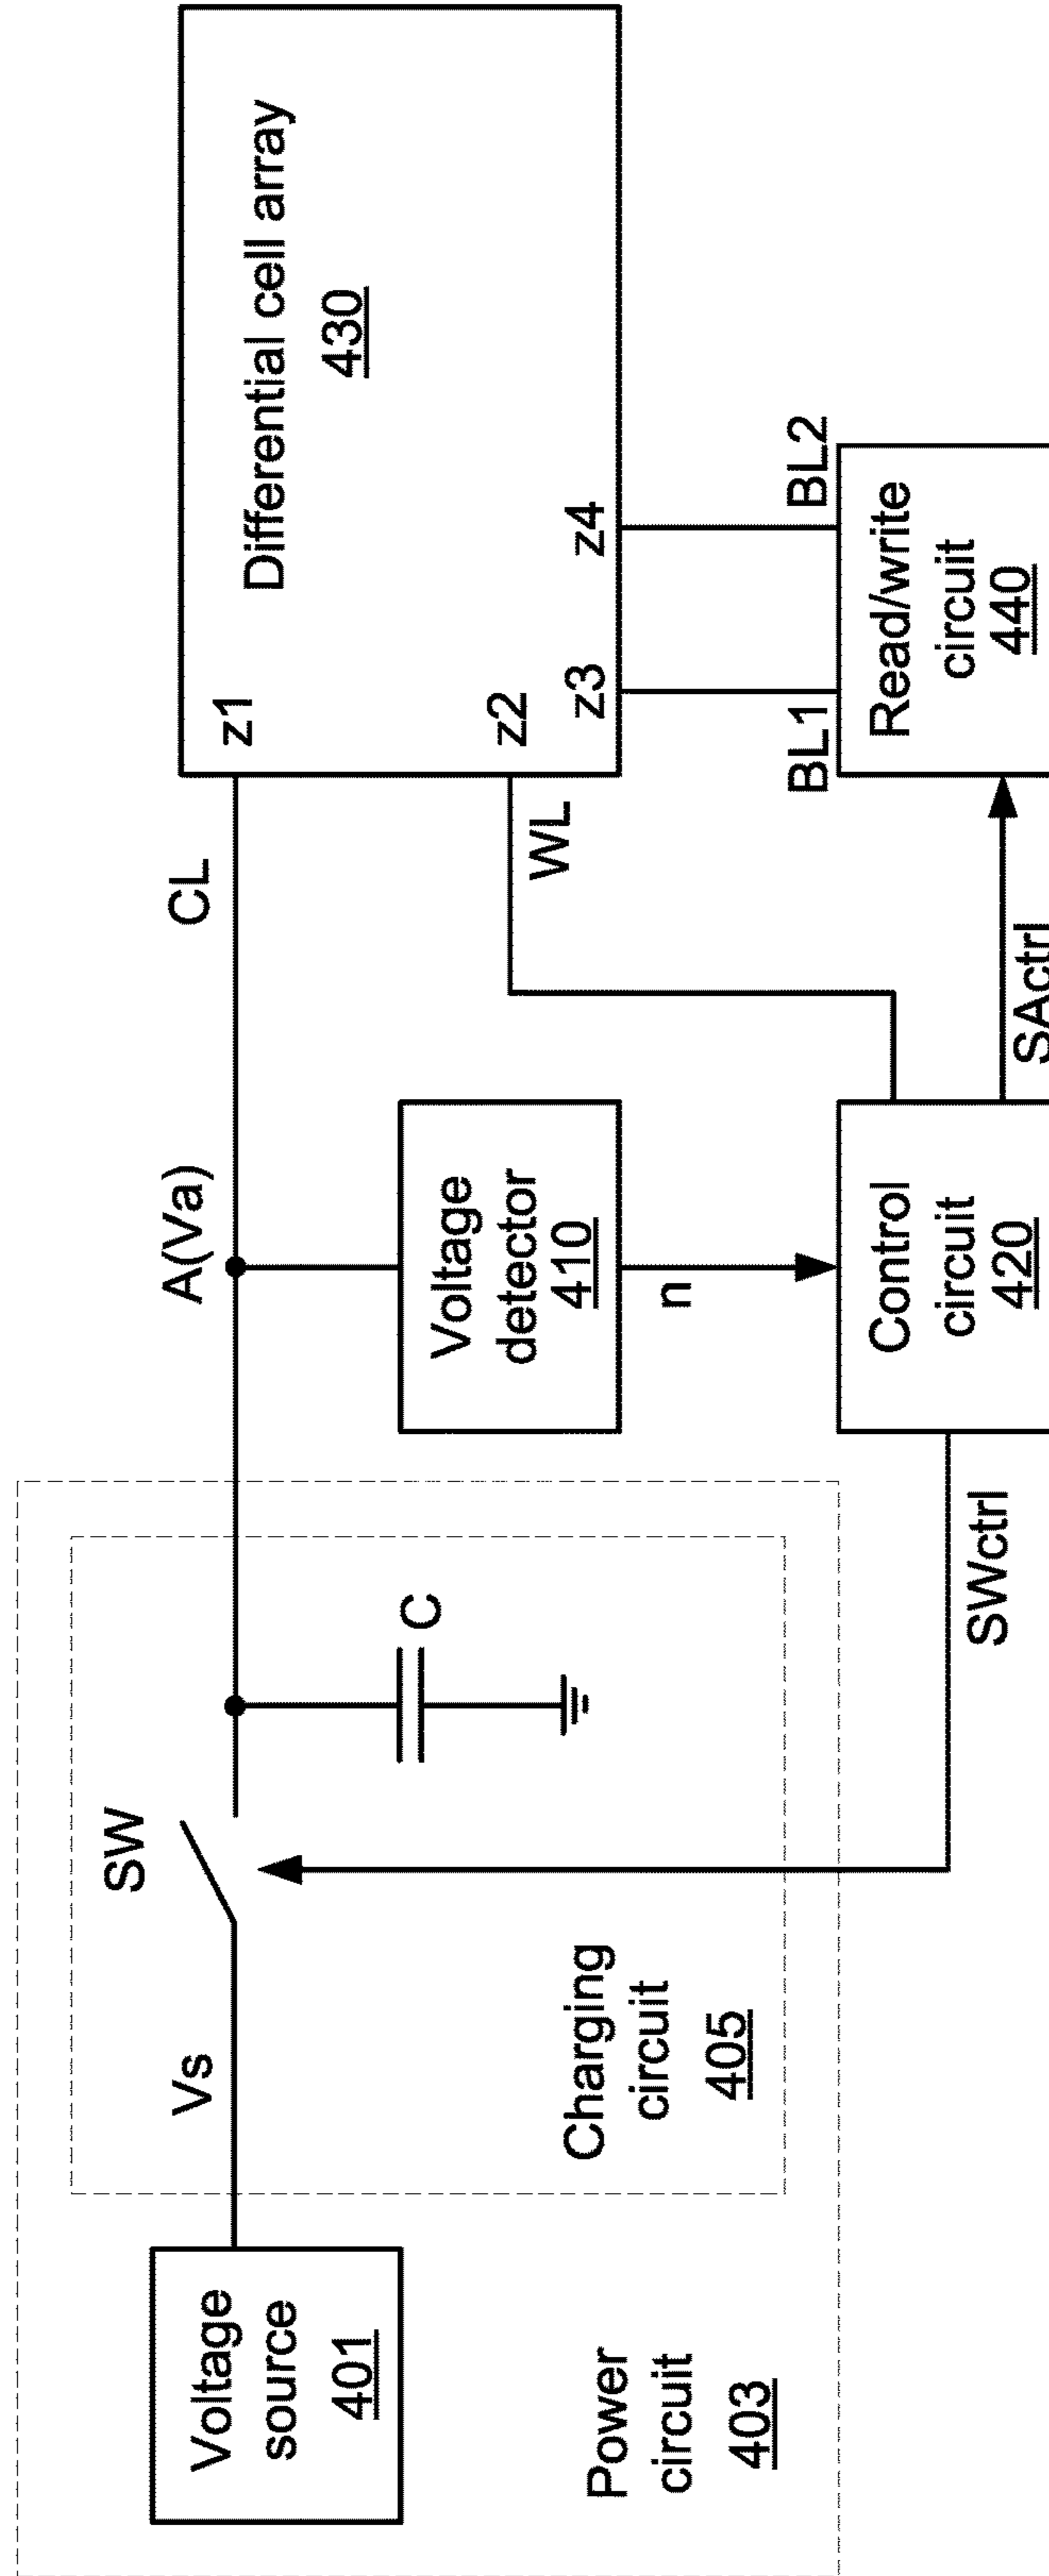 Voltage
source
401
Power
circuit
403
Vs
SW
C
Charging
circuit
405
SWctrl
A(Va)
CL
Voltage
detector
410
n
Control
circuit
420
WL
SActrl
z1
z2
z3
z4
Differential cell array
430
BL1
BL2
Read/write
circuit
440